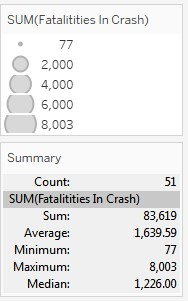 SUM(Fatalitities In Crash)
77
2,000
4,000
6,000
8,003
Summary
Count: 51
SUM(Fatalitities In Crash)
Sum: 83,619
Average: 1,639.59
Minimum: 77
Maximum: 8,003
Median: 1,226.00